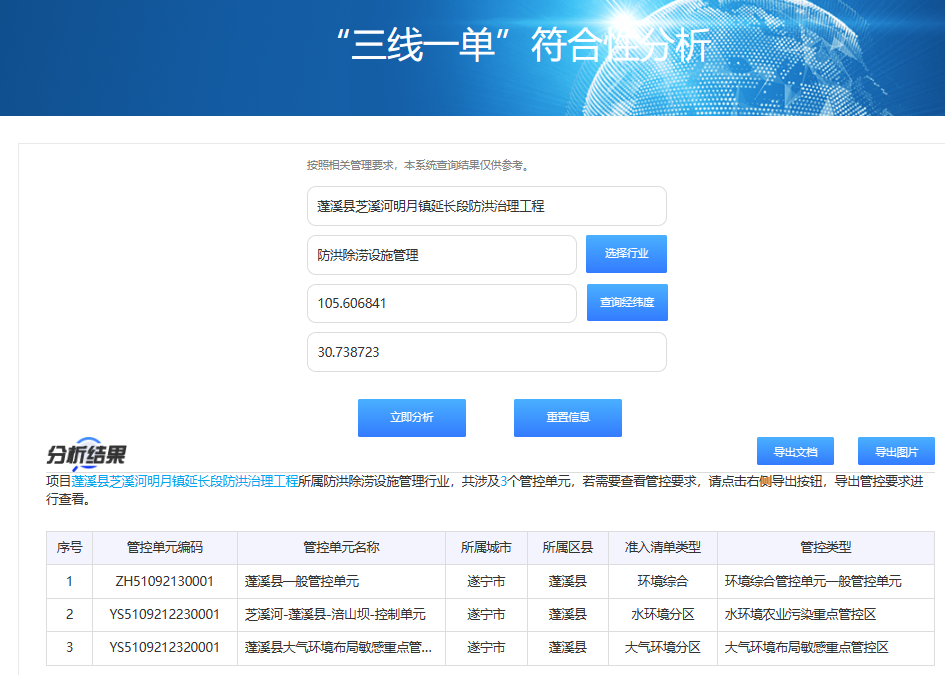 “三线一单”符合性分析
按照相关管理要求，本系统查询结果仅供参考。
蓬溪县芝溪河明月镇延长段防洪治理工程
防洪除涝设施管理 选择行业
105.606841 查询经纬度
30.738723
立即分析 重置信息
分析结果 导出文档 导出图片
项目蓬溪县芝溪河明月镇延长段防洪治理工程所属防洪除涝设施管理行业，共涉及3个管控单元，若需要查看管控要求，请点击右侧导出按钮，导出管控要求进
行查看。
序号 管控单元编码 管控单元名称 所属城市 所属区县 准入清单类型 管控类型
1 ZH51092130001 蓬溪县一般管控单元 遂宁市 蓬溪县 环境综合 环境综合管控单元一般管控单元
2 YS5109212230001 芝溪河-蓬溪县-涪山坝-控制单元 遂宁市 蓬溪县 水环境分区 水环境农业污染重点管控区
3 YS5109212320001 蓬溪县大气环境布局敏感重点管... 遂宁市 蓬溪县 大气环境分区 大气环境布局敏感重点管控区